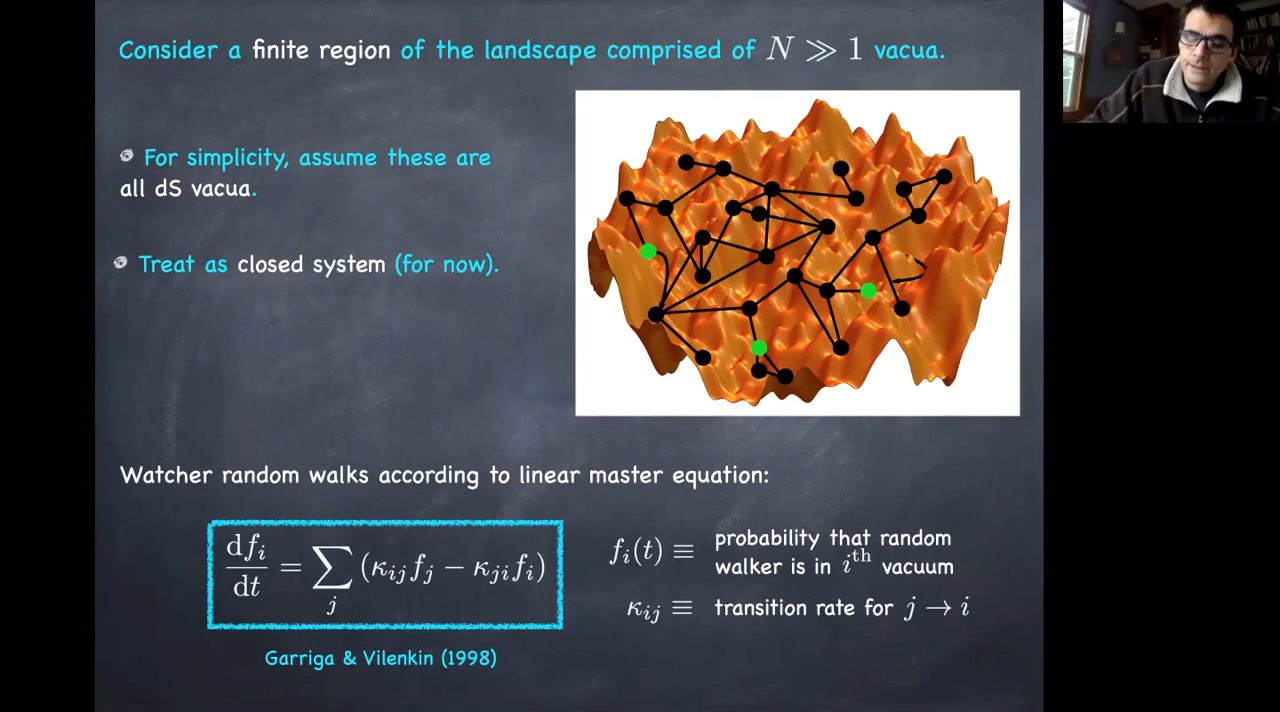 Consider a finite region of the landscape comprised of N ≫ 1 vacua.
For simplicity, assume these are
all dS vacua.
Treat as closed system (for now).
Watcher random walks according to linear master equation:
df_i/dt = ∑_j (κ_ij f_j − κ_ji f_i)
f_i(t) ≡ probability that random
walker is in i^th vacuum
κ_ij ≡ transition rate for j → i
Garriga & Vilenkin (1998)